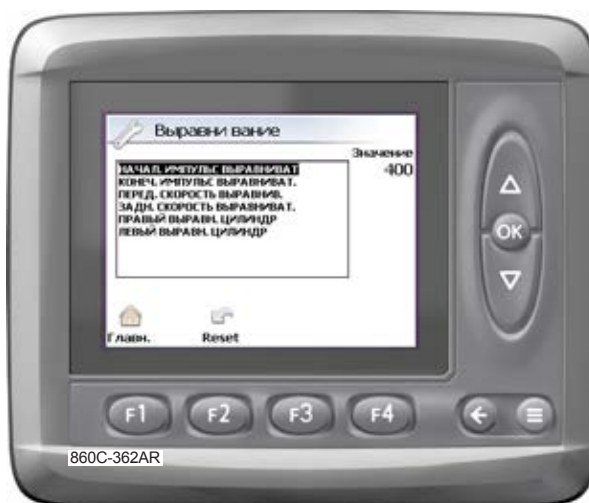 Выравни вание
Значение
НАЧАЛ. ИМПУЛЬС ВЫРАВНИВАТ 400
КОНЕЧ. ИМПУЛЬС ВЫРАВНИВАТ.
ПЕРЕД. СКОРОСТЬ ВЫРАВНИВ.
ЗАДН. СКОРОСТЬ ВЫРАВНИВАТ.
ПРАВЫЙ ВЫРАВН. ЦИЛИНДР
ЛЕВЫЙ ВЫРАВН. ЦИЛИНДР
OK
Главн. Reset
F1 F2 F3 F4
860C-362AR